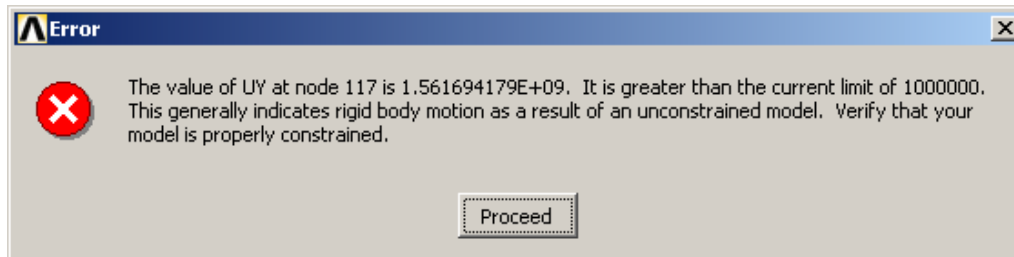 Error
The value of UY at node 117 is 1.561694179E+09. It is greater than the current limit of 1000000.
This generally indicates rigid body motion as a result of an unconstrained model. Verify that your
model is properly constrained.
Proceed